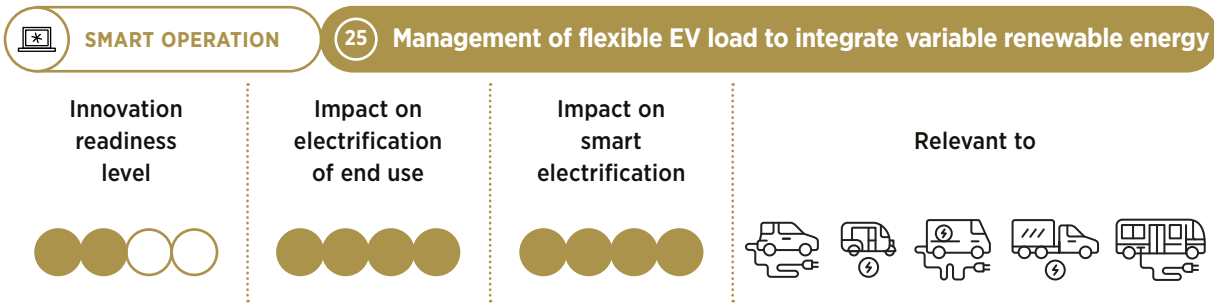 SMART OPERATION
25 Management of flexible EV load to integrate variable renewable energy
Innovation
readiness
level
Impact on
electrification
of end use
Impact on
smart
electrification
Relevant to